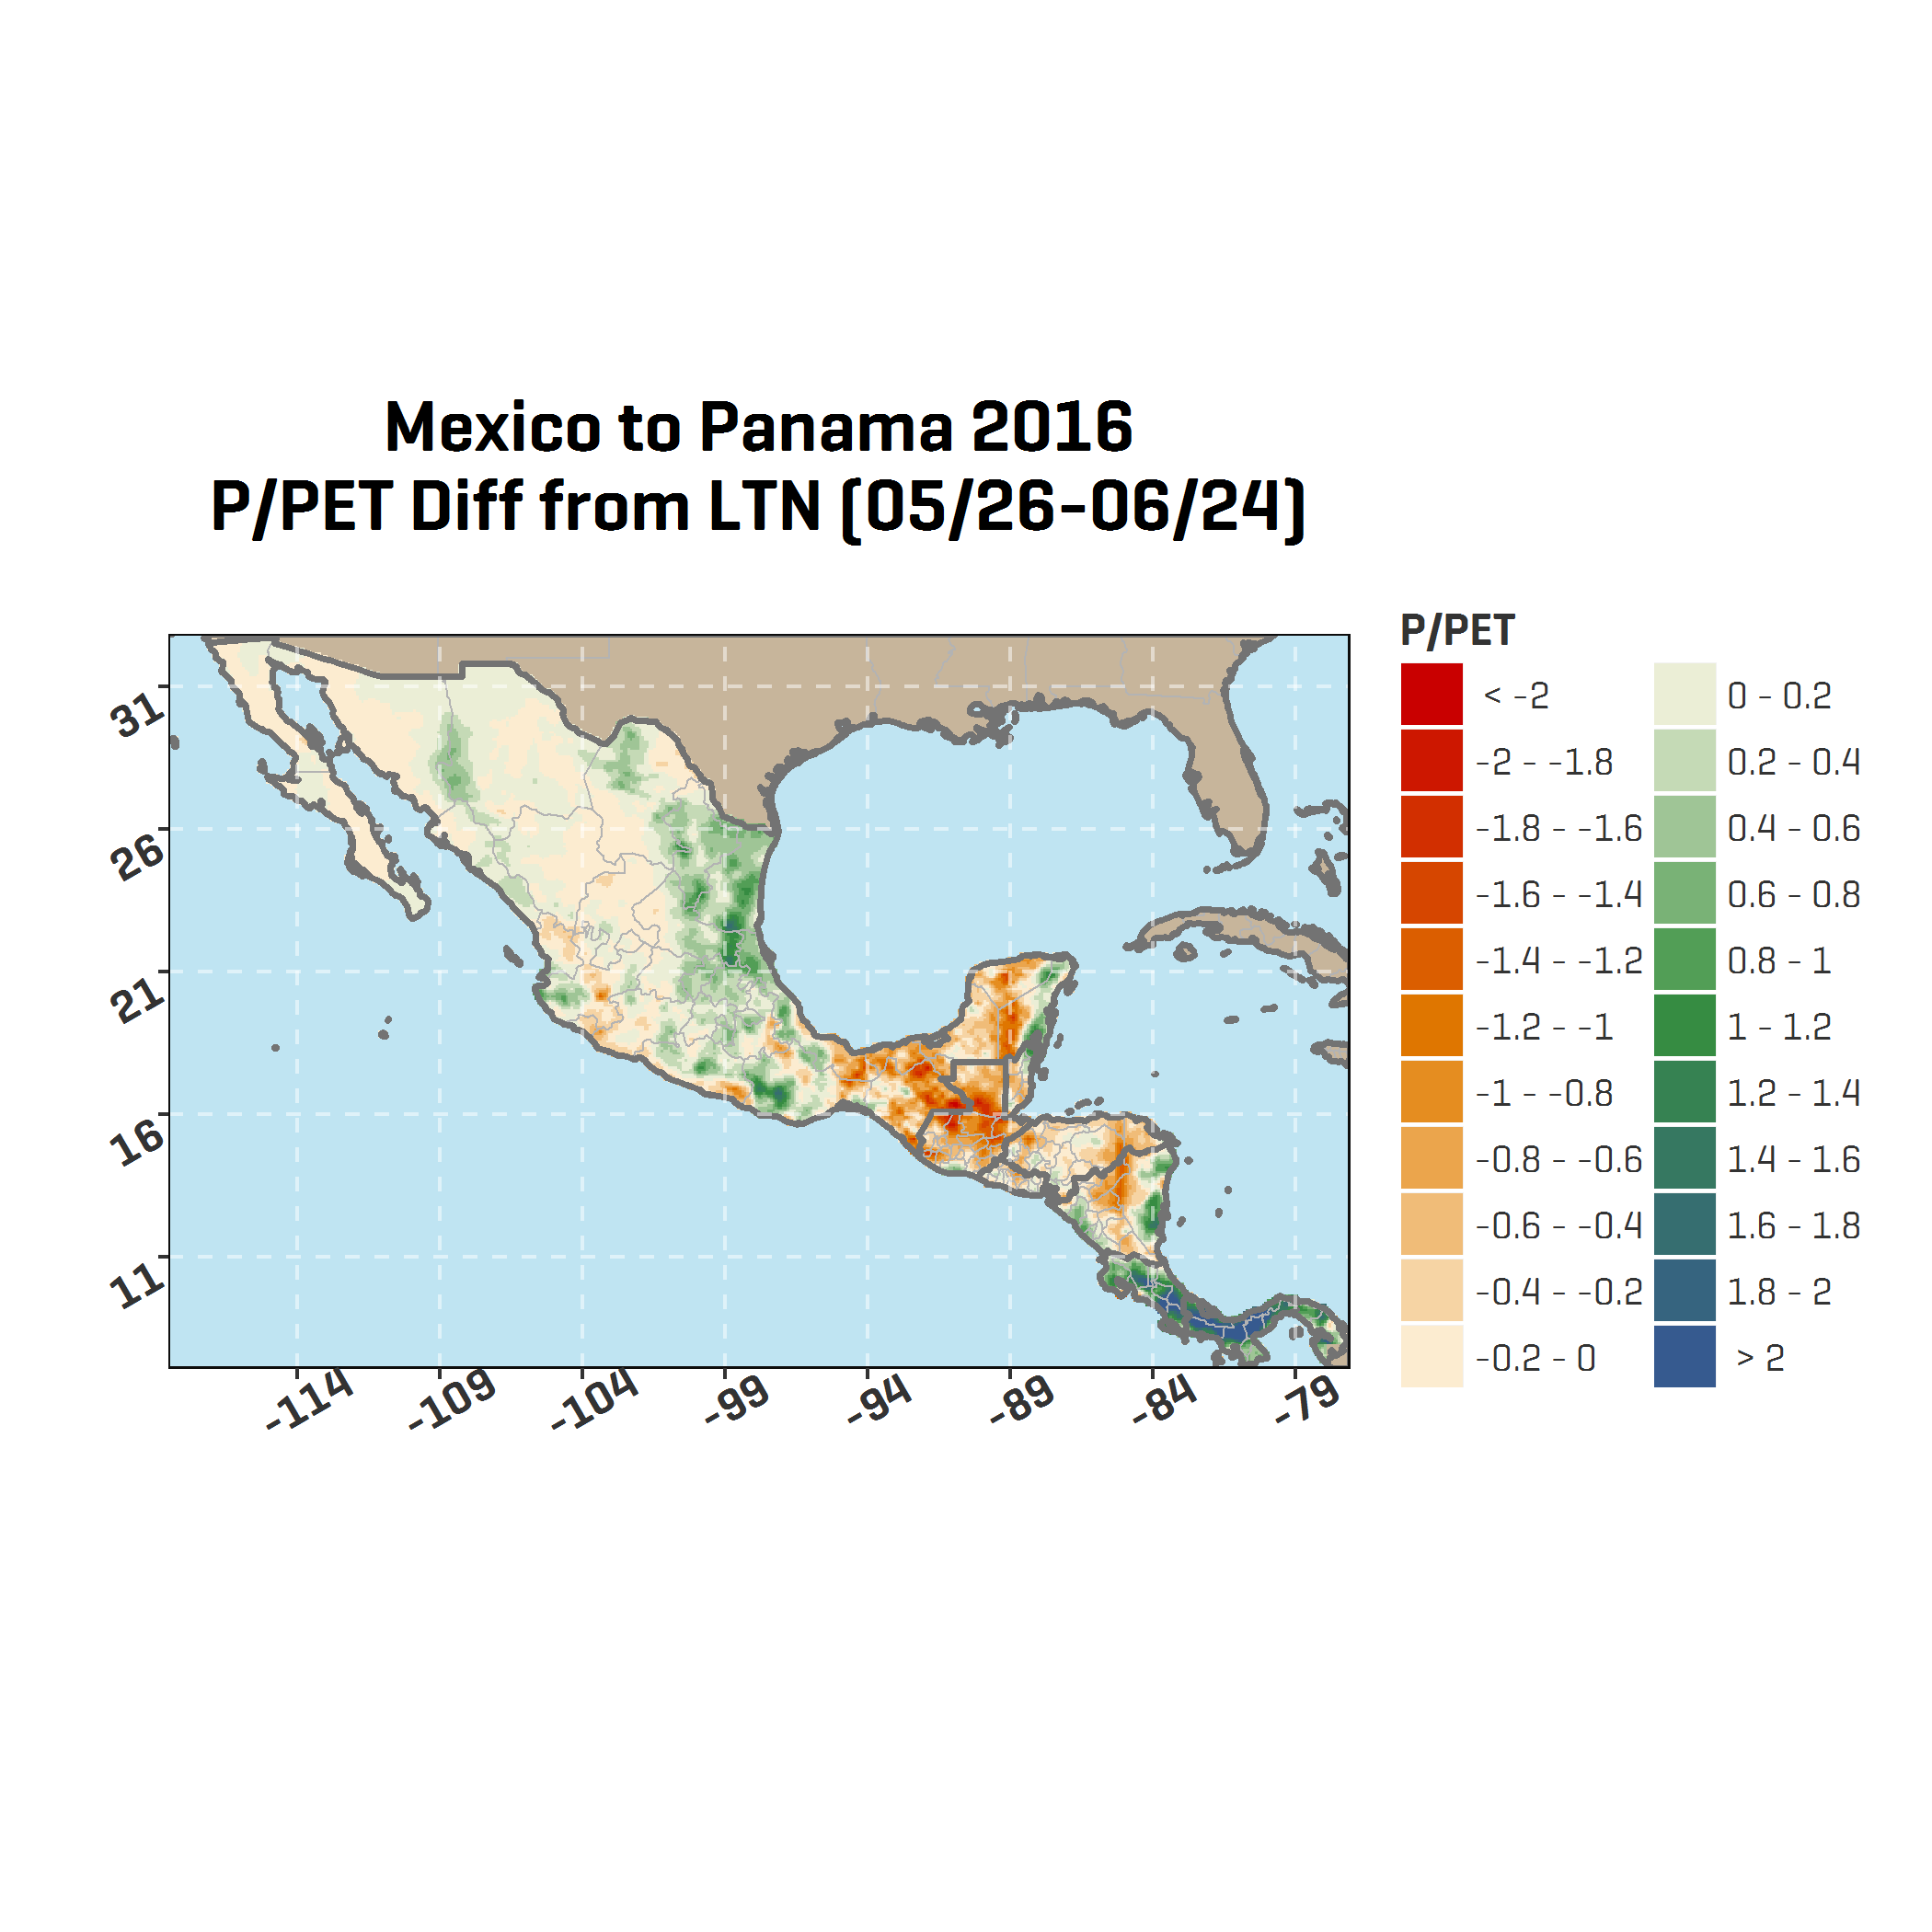 Mexico to Panama 2016
P/PET Diff from LTN (05/26-06/24)
P/PET
< -2
-2 - -1.8
-1.8 - -1.6
-1.6 - -1.4
-1.4 - -1.2
-1.2 - -1
-1 - -0.8
-0.8 - -0.6
-0.6 - -0.4
-0.4 - -0.2
-0.2 - 0
0 - 0.2
0.2 - 0.4
0.4 - 0.6
0.6 - 0.8
0.8 - 1
1 - 1.2
1.2 - 1.4
1.4 - 1.6
1.6 - 1.8
1.8 - 2
> 2
31
26
21
16
11
-114
-109
-104
-99
-94
-89
-84
-79